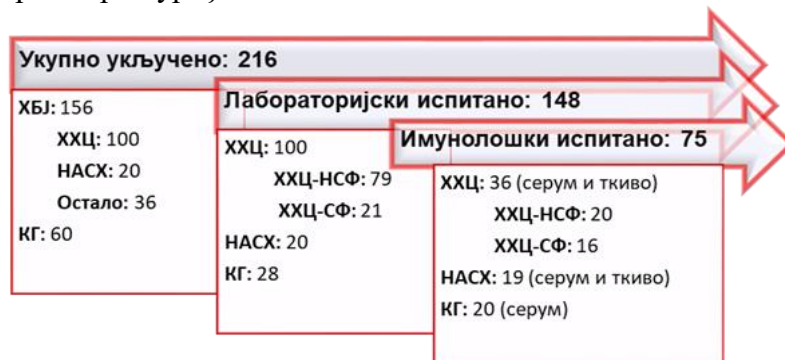 Укупно укључено: 216
ХБЈ: 156
ХХЦ: 100
НАСХ: 20
Остало: 36
КГ: 60
Лабораторијски испитано: 148
ХХЦ: 100
ХХЦ-НСФ: 79
ХХЦ-СФ: 21
НАСХ: 20
КГ: 28
Имунолошки испитано: 75
ХХЦ: 36 (серум и ткиво)
ХХЦ-НСФ: 20
ХХЦ-СФ: 16
НАСХ: 19 (серум и ткиво)
КГ: 20 (серум)